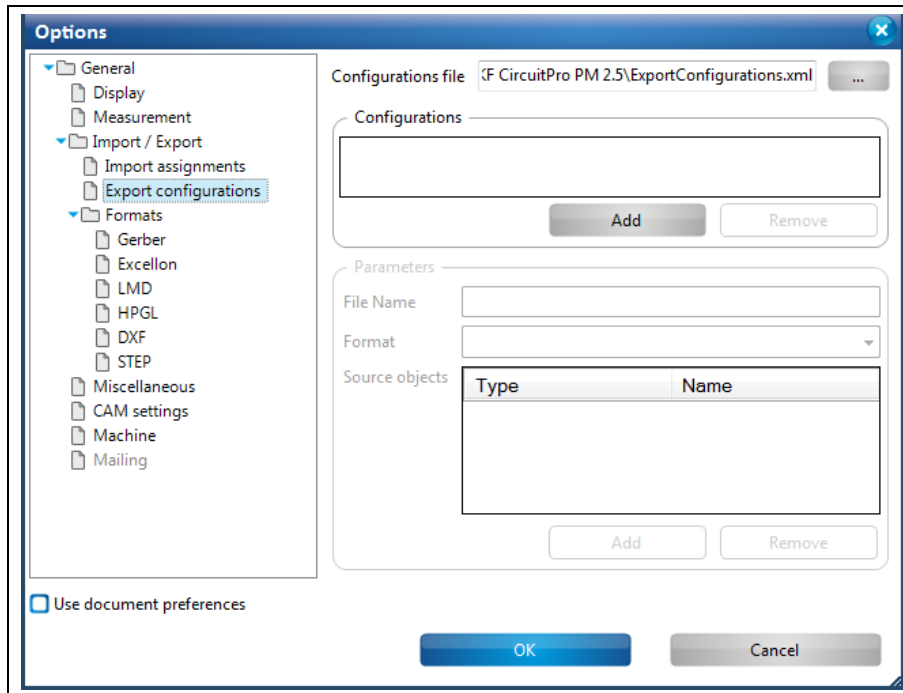 Options
General
Display
Measurement
Import / Export
Import assignments
Export configurations
Formats
Gerber
Excellon
LMD
HPGL
DXF
STEP
Miscellaneous
CAM settings
Machine
Mailing
Configurations file
F CircuitPro PM 2.5\ExportConfigurations.xml
...
Configurations
Add
Remove
Parameters
File Name
Format
Source objects
Type
Name
Add
Remove
Use document preferences
OK
Cancel